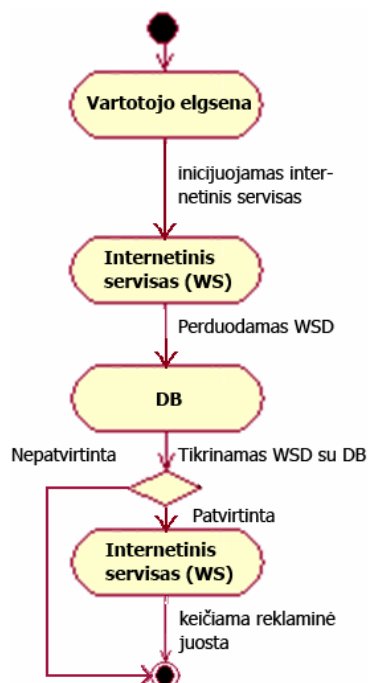 Vartotojo elgsena
inicijuojamas inter-
netinis servisas
Internetinis
servisas (WS)
Perduodamas WSD
DB
Nepatvirtinta
Tikrinamas WSD su DB
Patvirtinta
Internetinis
servisas (WS)
keičiama reklaminė
juosta